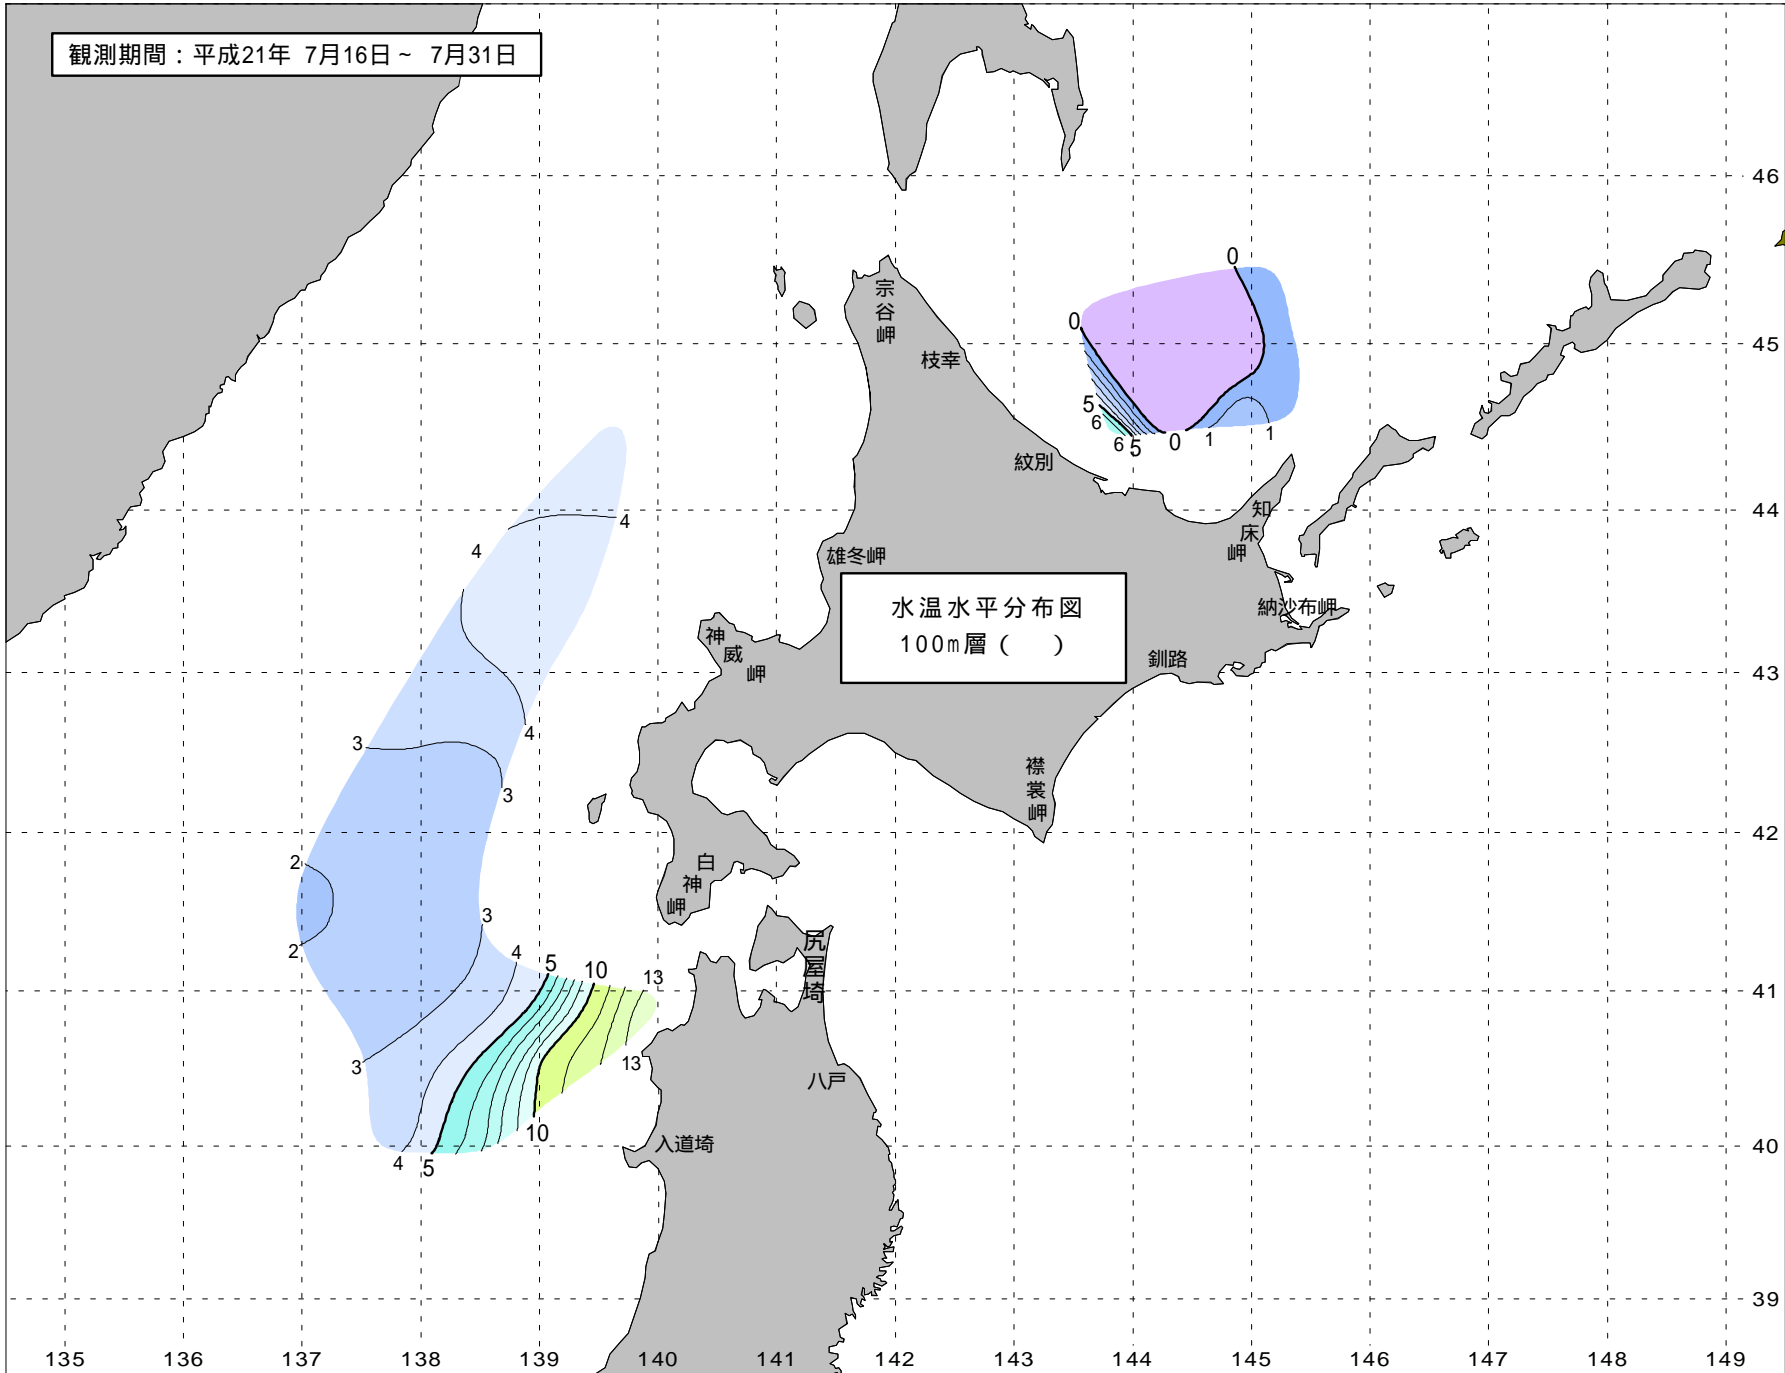 観測期間：平成21年 7月16日～ 7月31日
46
0
宗谷岬
0
45
枝幸
5
6
6
5
0
1
1
紋別
44
4
4
知床岬
雄冬岬
水温水平分布図
100m層（　）
納沙布岬
神威岬
釧路
43
4
3
3
襟裳岬
42
2
白神岬
3
2
4
5
10
13
尻屋埼
41
3
13
八戸
10
入道埼
40
4
5
39
135 136 137 138 139 140 141 142 143 144 145 146 147 148 149